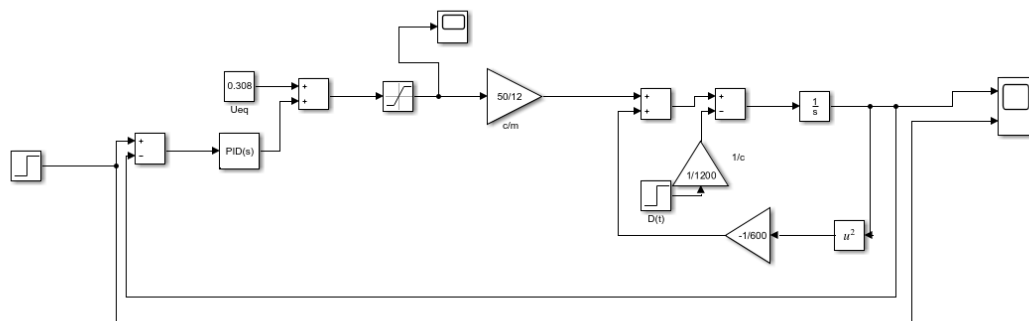 0.308
Ueq
+
+
50/12
c/m
+
+
+
−
1
s
+
−
PID(s)
1/c
1/1200
D(t)
-1/600
u²